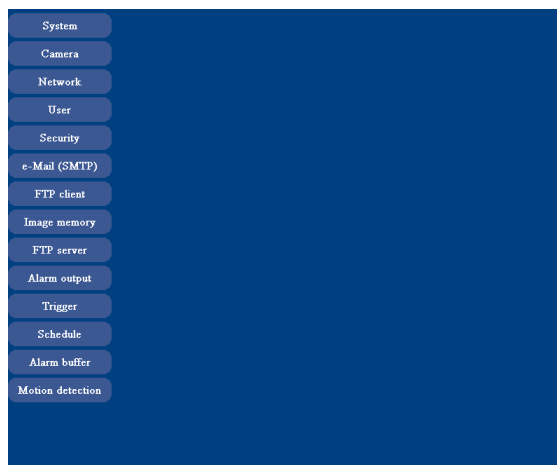 System
Camera
Network
User
Security
e-Mail (SMTP)
FTP client
Image memory
FTP server
Alarm output
Trigger
Schedule
Alarm buffer
Motion detection